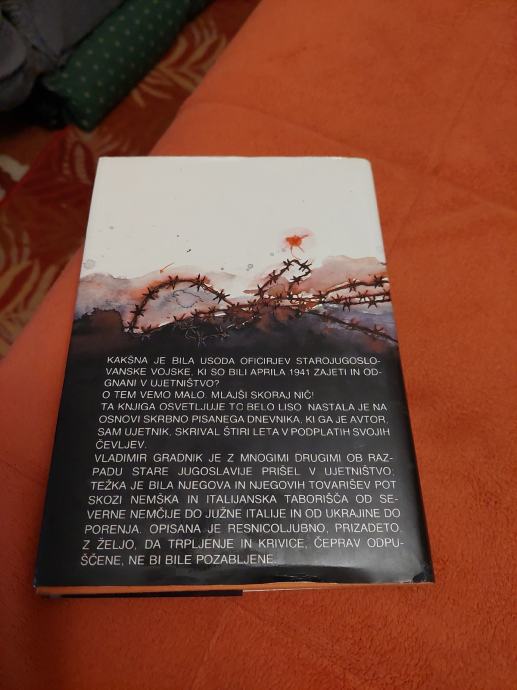 KAKŠNA JE BILA USODA OFICIRJEV STAROJUGOSLO-
VANSKE VOJSKE, KI SO BILI APRILA 1941 ZAJETI IN OD-
GNANI V UJETNIŠTVO?
O TEM VEMO MALO. MLAJŠI SKORAJ NIČ!
TA KNJIGA OSVETLJUJE TO BELO LISO. NASTALA JE NA
OSNOVI SKRBNO PISANEGA DNEVNIKA, KI GA JE AVTOR,
SAM UJETNIK, SKRIVAL ŠTIRI LETA V PODPLATIH SVOJIH
ČEVLJEV.
VLADIMIR GRADNIK JE Z MNOGIMI DRUGIMI OB RAZ-
PADU STARE JUGOSLAVIJE PRIŠEL V UJETNIŠTVO;
TEŽKA JE BILA NJEGOVA IN NJEGOVIH TOVARIŠEV POT
SKOZI NEMŠKA IN ITALIJANSKA TABORIŠČA OD SE-
VERNE NEMČIJE DO JUŽNE ITALIJE IN OD UKRAJINE DO
PORENJA. OPISANA JE RESNICOLJUBNO, PRIZADETO,
Z ŽELJO, DA TRPLJENJE IN KRIVICE, ČEPRAV ODPU-
ŠČENE, NE BI BILE POZABLJENE.